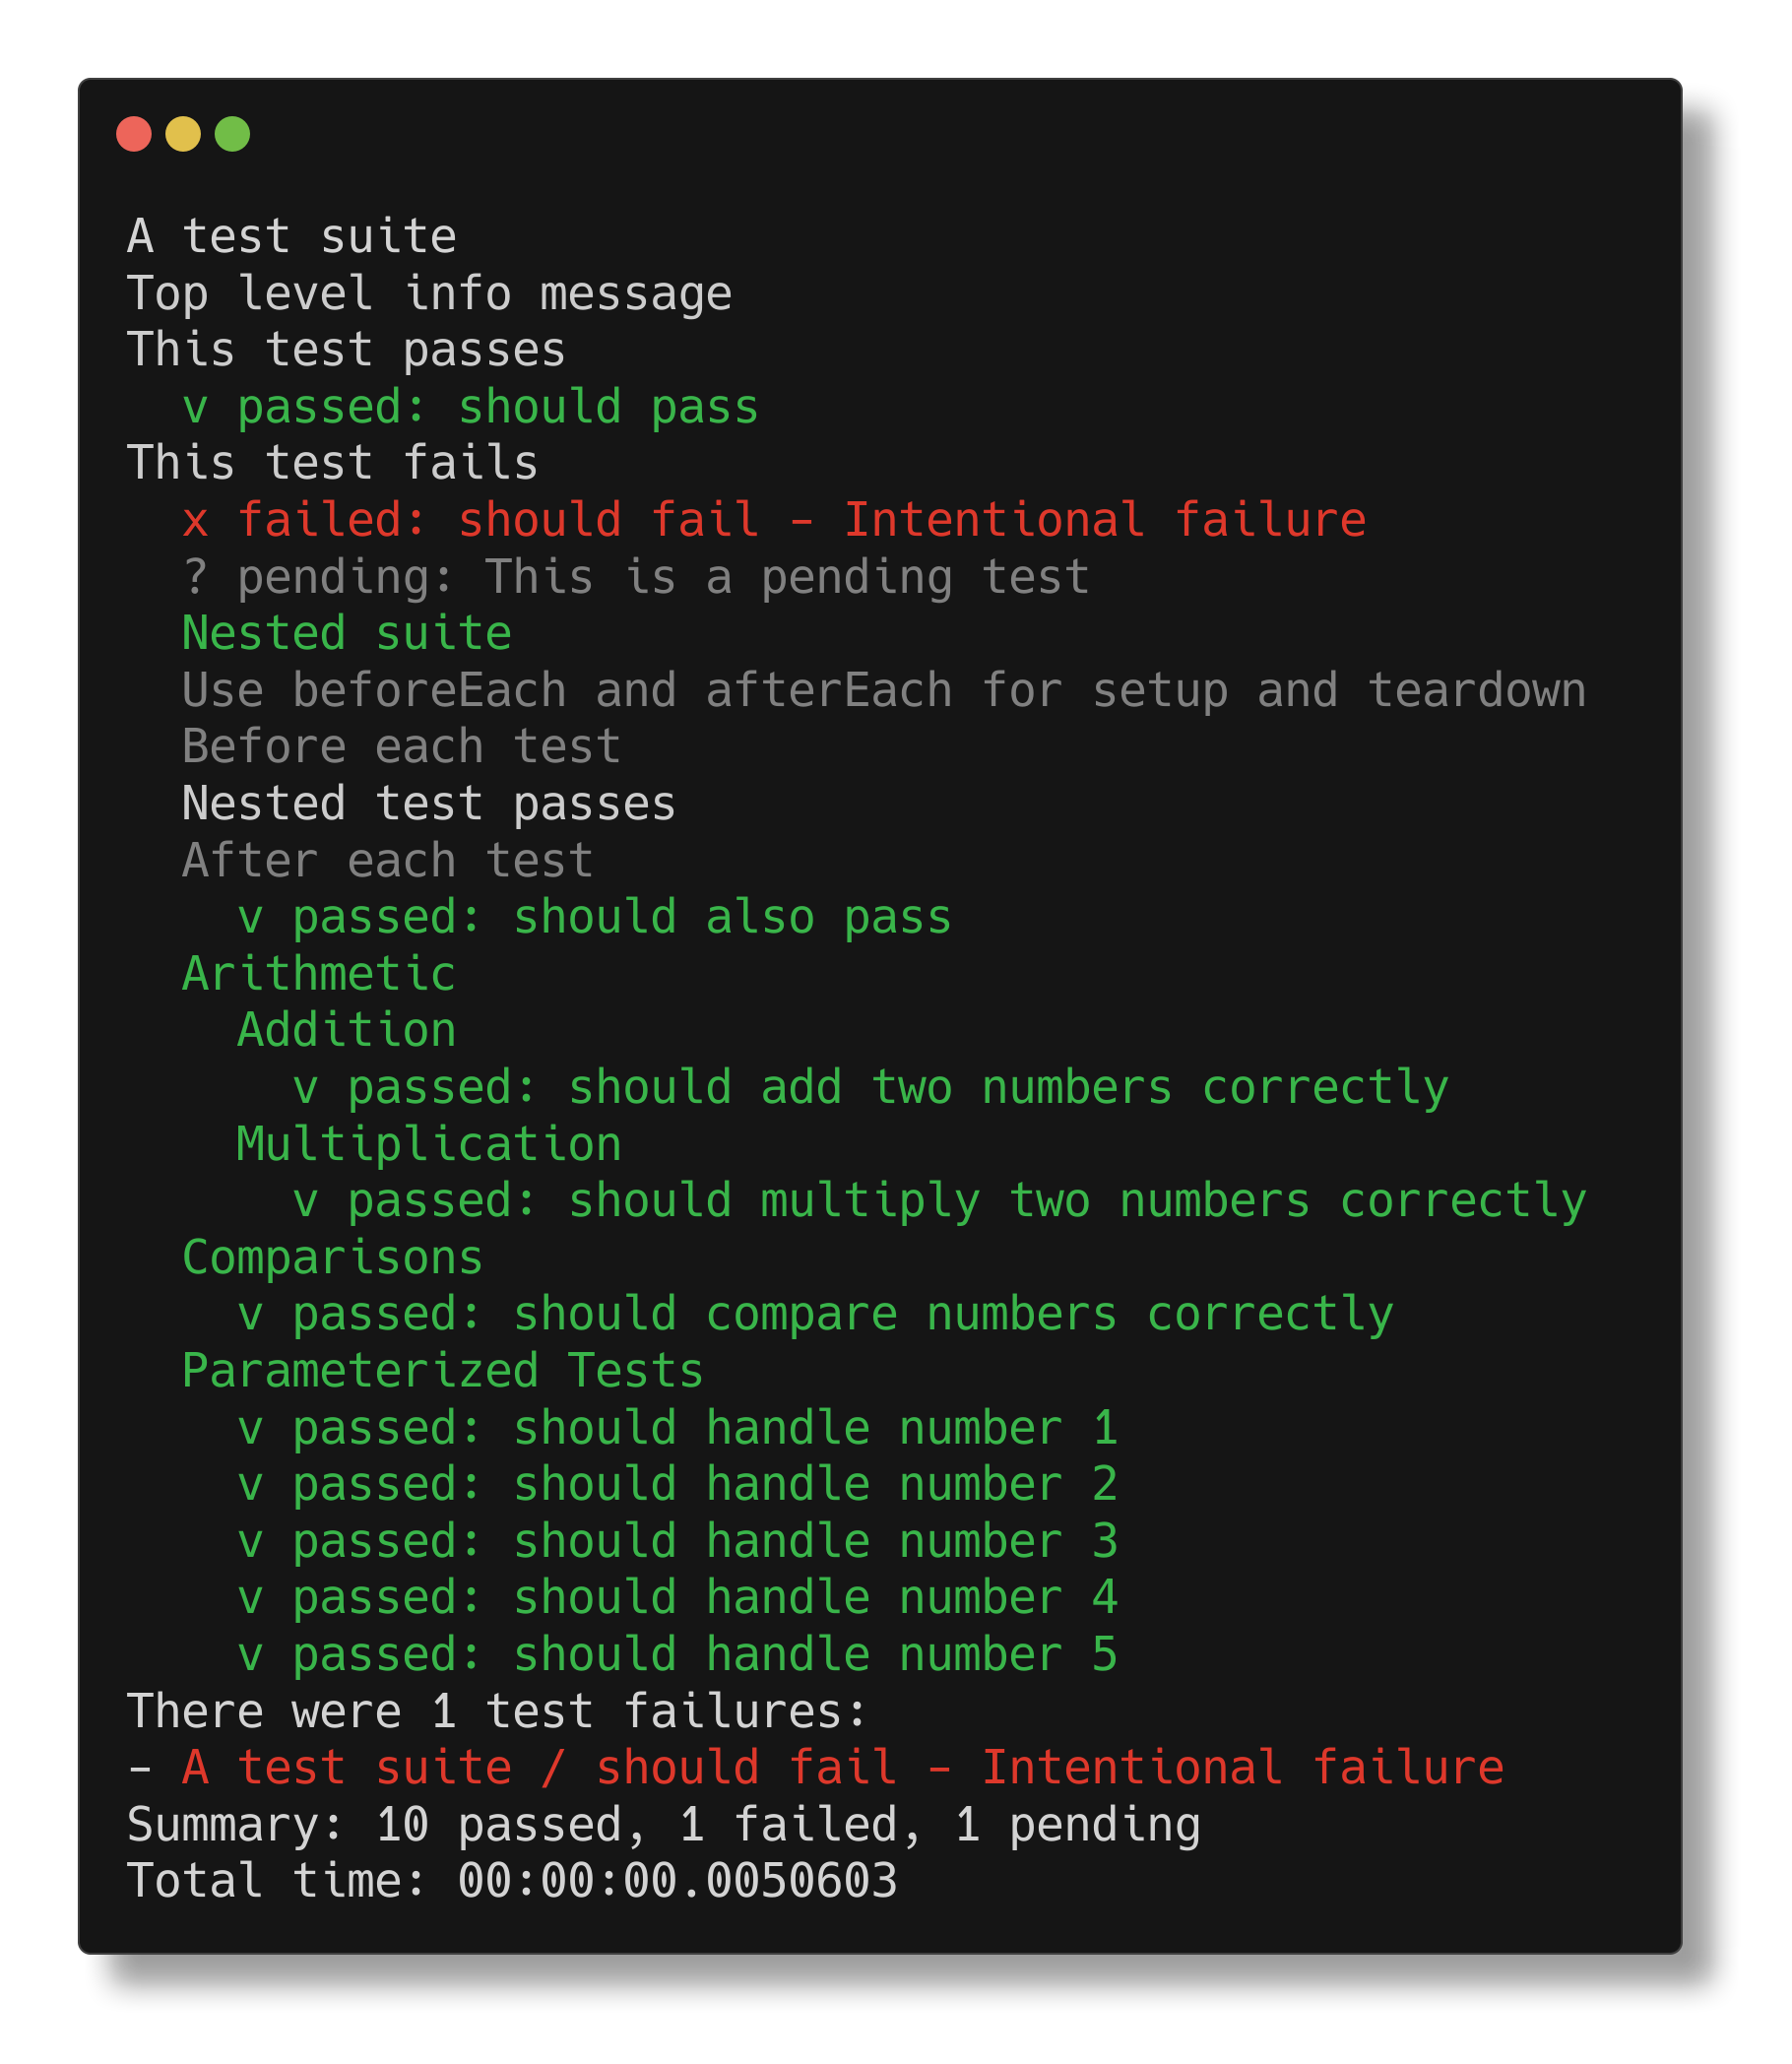 A test suite
Top level info message
This test passes
  v passed: should pass
This test fails
  x failed: should fail - Intentional failure
  ? pending: This is a pending test
  Nested suite
  Use beforeEach and afterEach for setup and teardown
  Before each test
  Nested test passes
  After each test
    v passed: should also pass
  Arithmetic
    Addition
      v passed: should add two numbers correctly
    Multiplication
      v passed: should multiply two numbers correctly
  Comparisons
    v passed: should compare numbers correctly
  Parameterized Tests
    v passed: should handle number 1
    v passed: should handle number 2
    v passed: should handle number 3
    v passed: should handle number 4
    v passed: should handle number 5
There were 1 test failures:
- A test suite / should fail - Intentional failure
Summary: 10 passed, 1 failed, 1 pending
Total time: 00:00:00.0050603